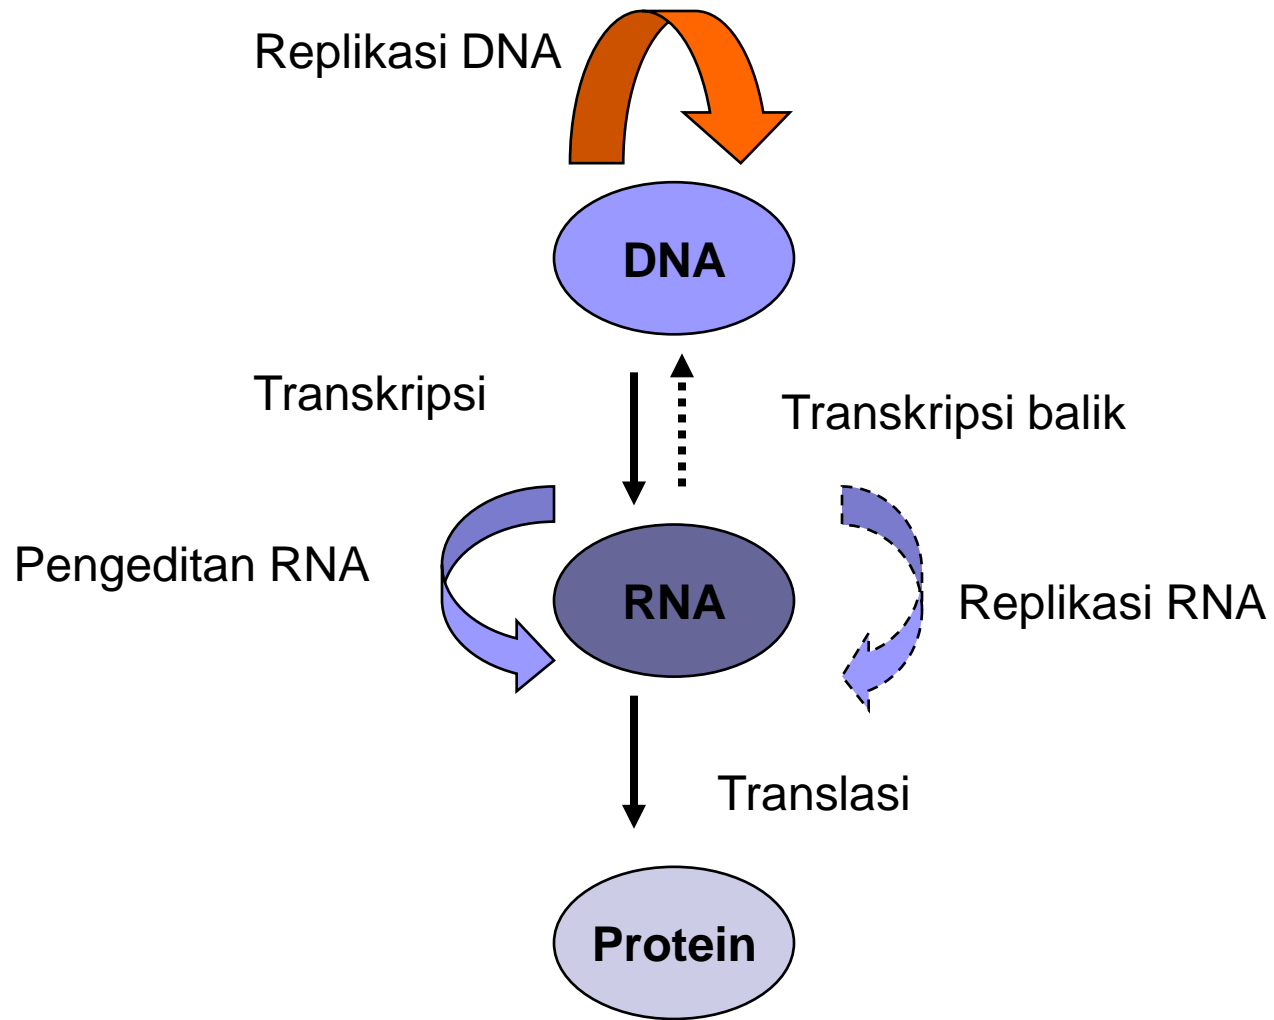 Replikasi DNA
DNA
Transkripsi
Transkripsi balik
Pengeditan RNA
RNA
Replikasi RNA
Translasi
Protein